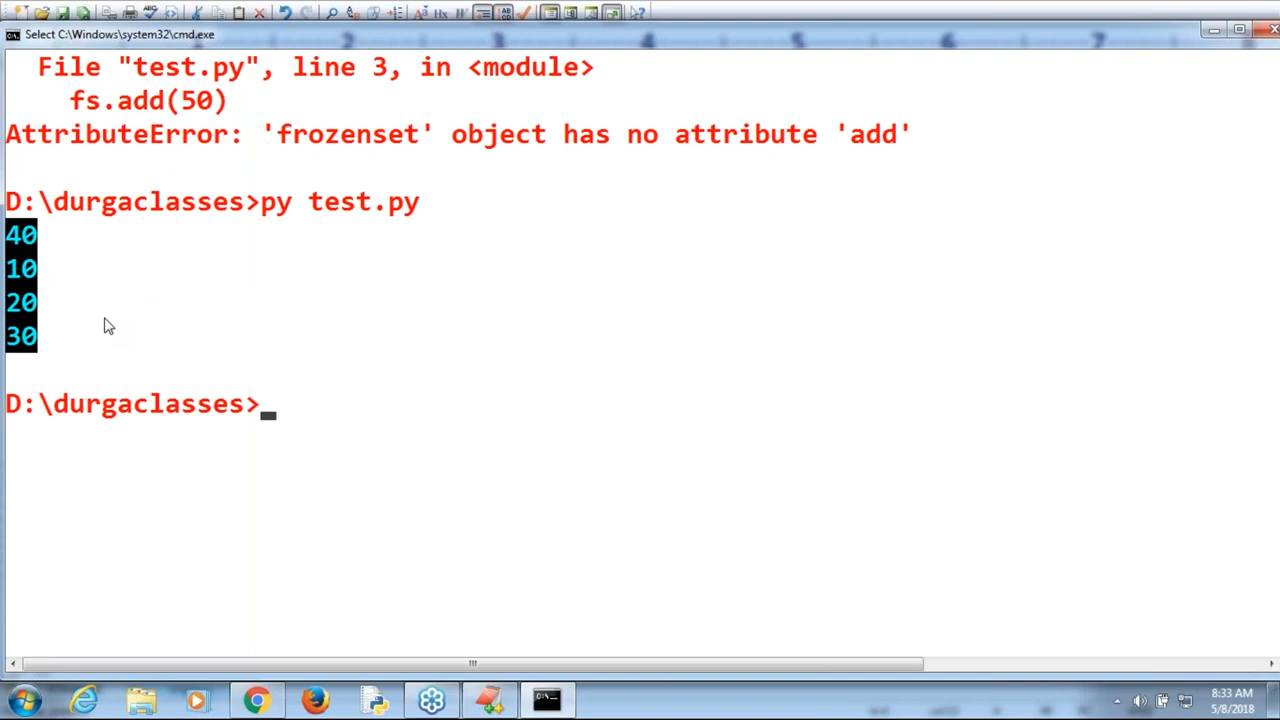 Select C:\Windows\system32\cmd.exe
File "test.py", line 3, in <module>
fs.add(50)
AttributeError: 'frozenset' object has no attribute 'add'
D:\durgaclasses>py test.py
40
10
20
30
D:\durgaclasses>
8:33 AM
5/8/2018